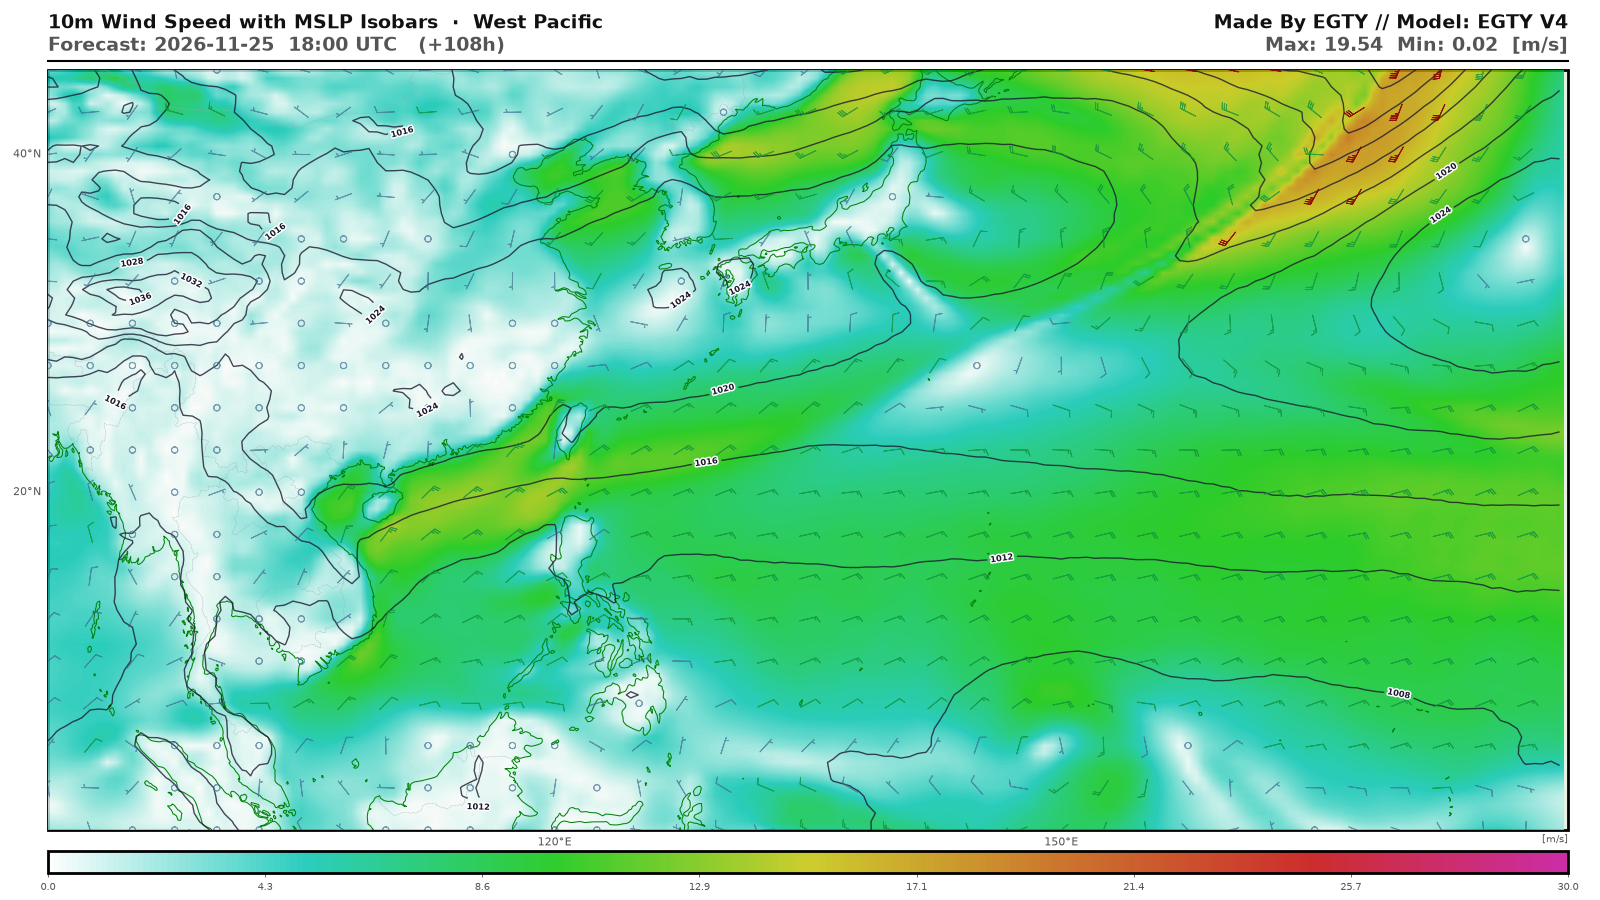 10m Wind Speed with MSLP Isobars · West Pacific
Made By EGTY // Model: EGTY V4
Forecast: 2026-11-25 18:00 UTC (+108h)
Max: 19.54 Min: 0.02 [m/s]
1016
40°N
1020
1016
1024
1016
1028
1032
1024
1024
1036
1024
1020
1016
1024
1016
20°N
1012
1008
1012
120°E
150°E
[m/s]
0.0
4.3
8.6
12.9
17.1
21.4
25.7
30.0